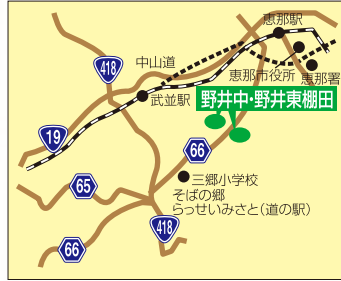 恵那駅
418
中山道
恵那市役所
恵那署
武並駅
野井中・野井東棚田
19
66
65
三郷小学校
そばの郷
らっせいみさと(道の駅)
418
66